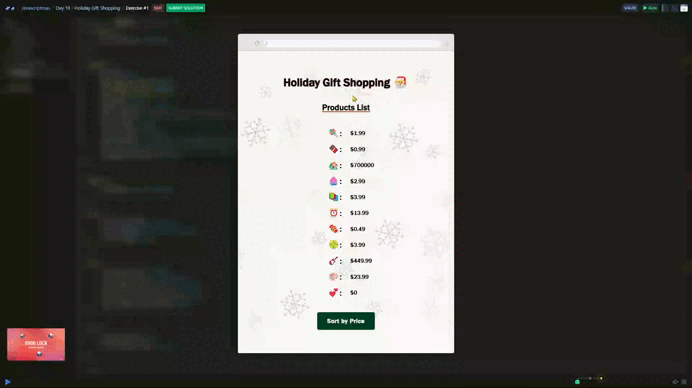 Javascriptmas / Day 19 / Holiday Gift Shopping / Exercise #1
SUBMIT SOLUTION
SHARE
RUN
Holiday Gift Shopping
Products List
: $1.99
: $0.99
: $700000
: $2.99
: $3.99
: $13.99
: $0.49
: $3.99
: $449.99
: $23.99
: $0
Sort by Price
GOOD LUCK